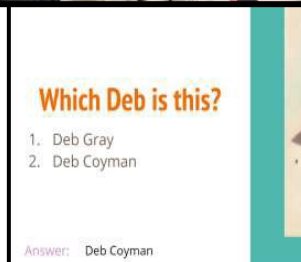 Which Deb is this?
1. Deb Gray
2. Deb Coyman
Answer: Deb Coyman